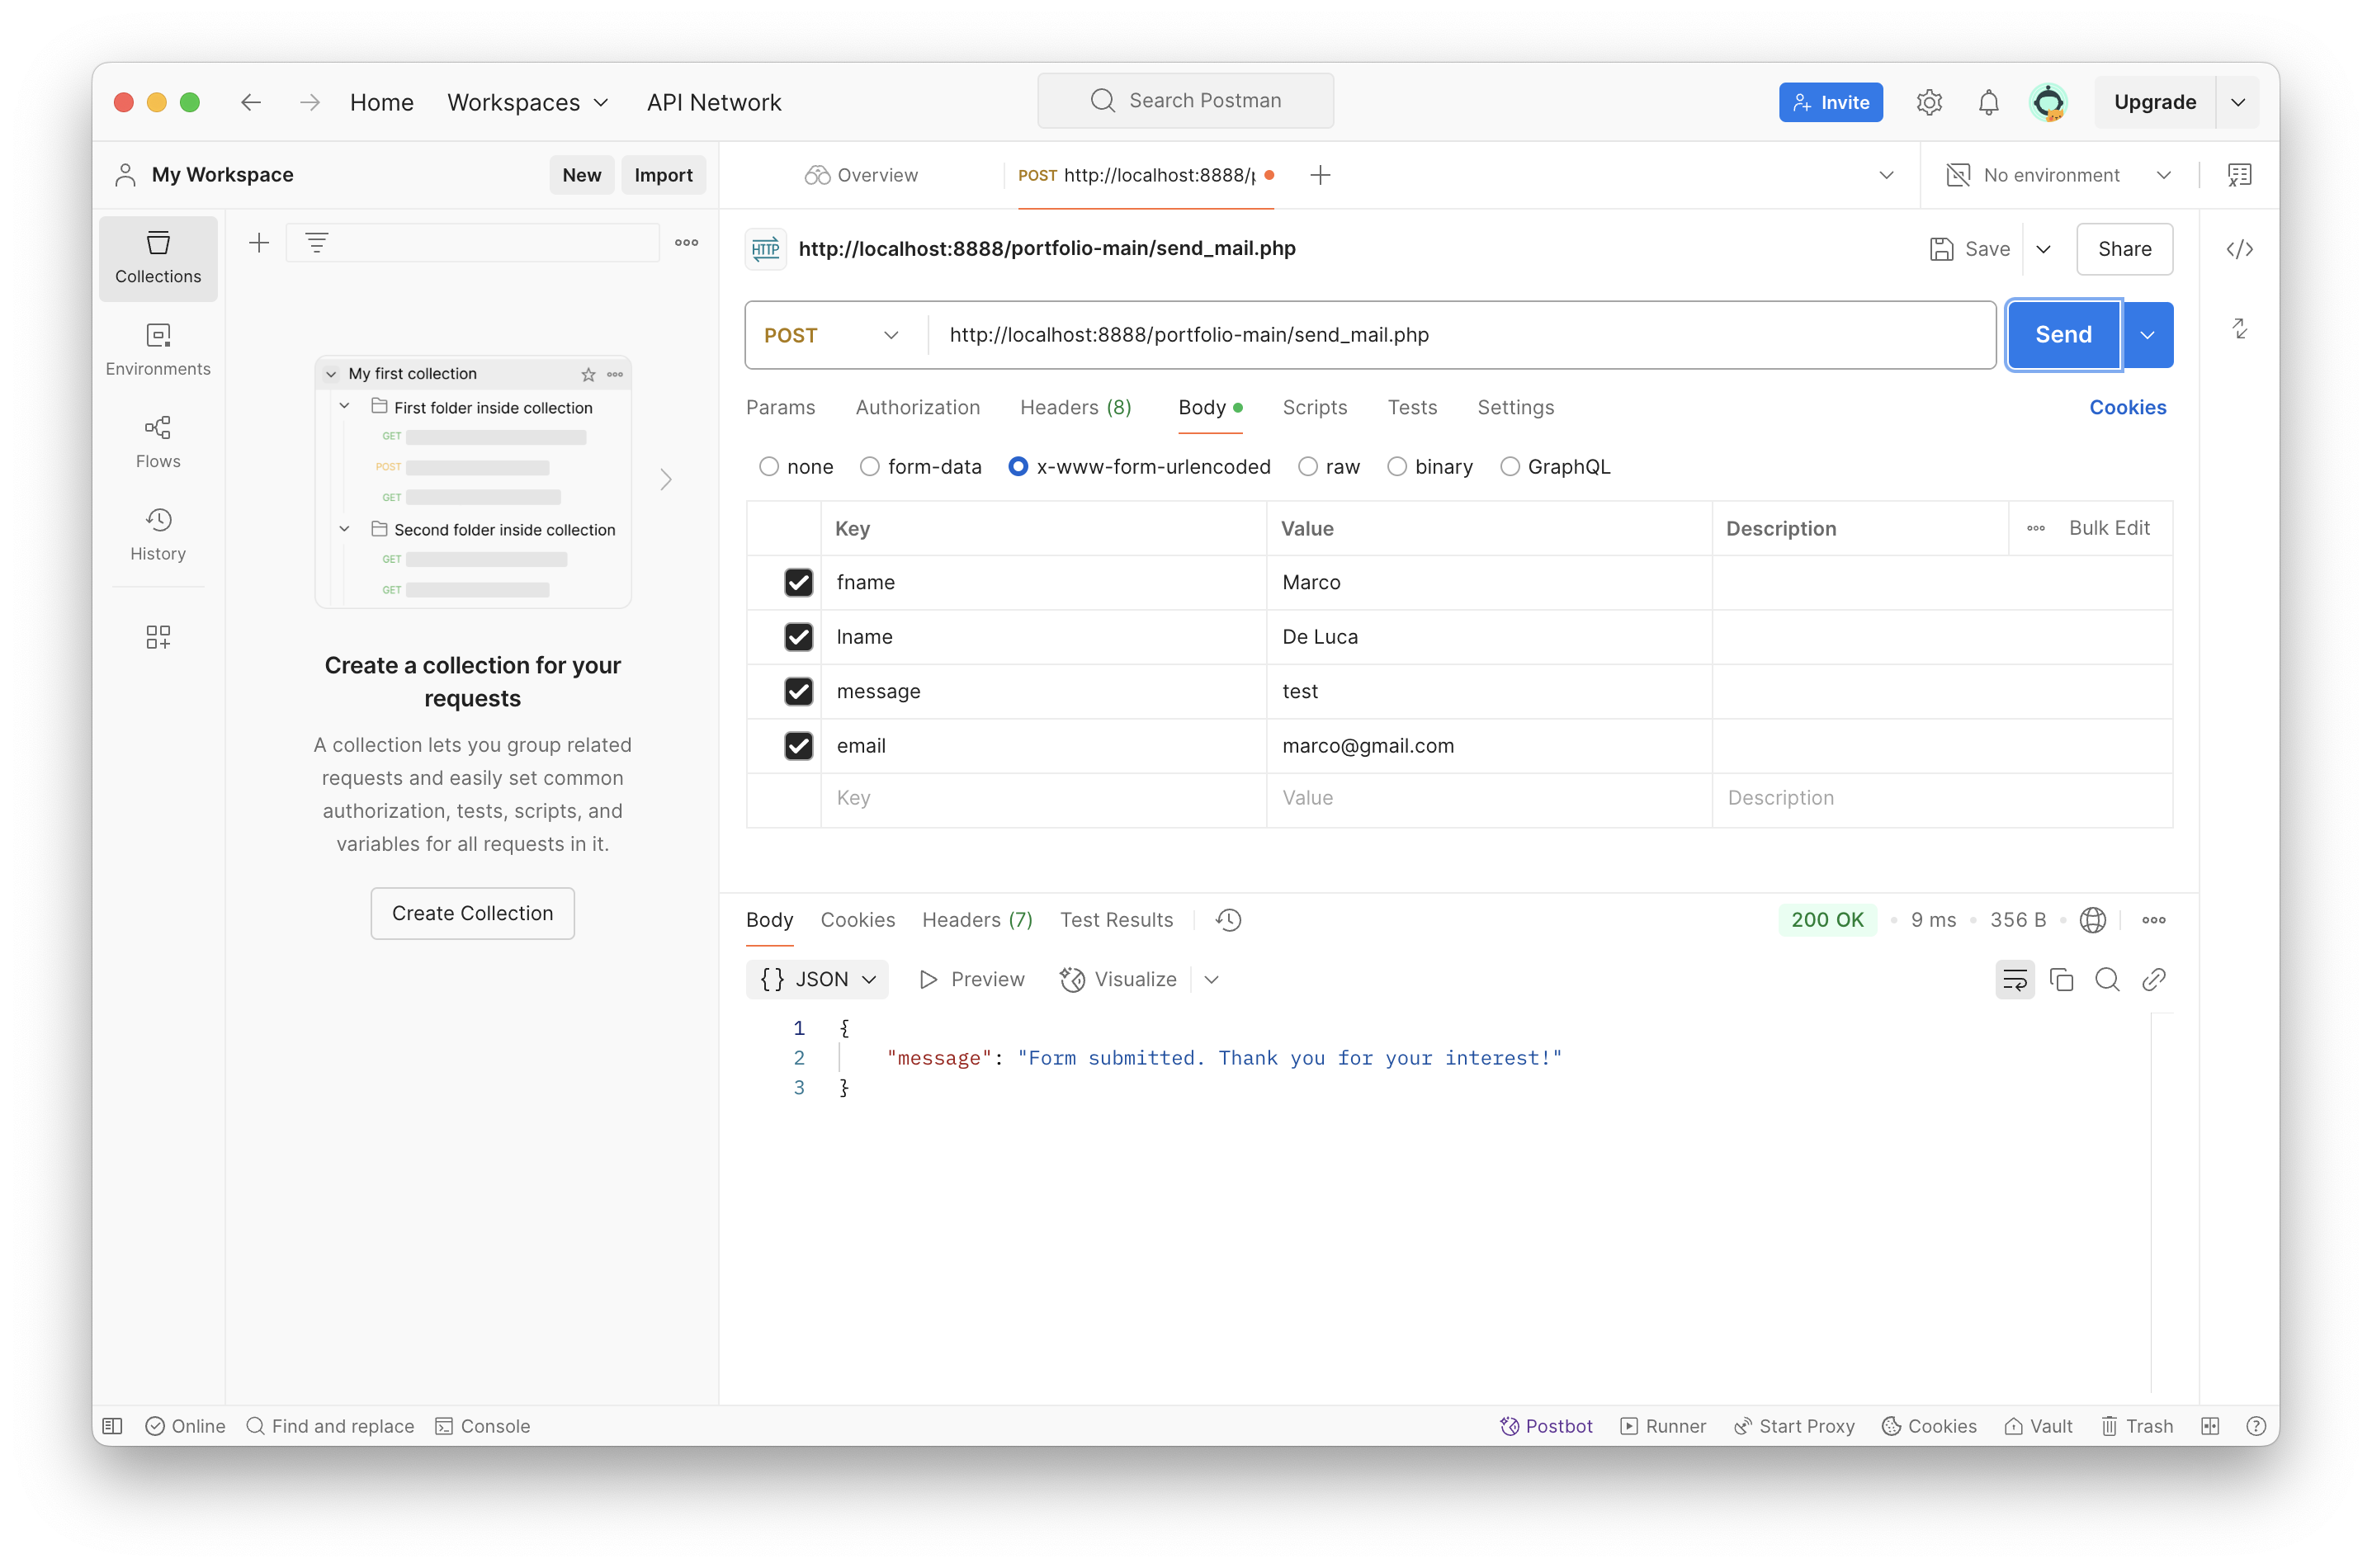 Home Workspaces API Network Search Postman Invite Upgrade
My Workspace New Import Overview POST http://localhost:8888/p No environment
Collections
Environments
Flows
History
My first collection
First folder inside collection
GET
POST
GET
Second folder inside collection
GET
GET
Create a collection for your
requests
A collection lets you group related
requests and easily set common
authorization, tests, scripts, and
variables for all requests in it.
Create Collection
HTTP http://localhost:8888/portfolio-main/send_mail.php Save Share
POST http://localhost:8888/portfolio-main/send_mail.php Send
Params Authorization Headers (8) Body Scripts Tests Settings Cookies
none form-data x-www-form-urlencoded raw binary GraphQL
Key Value Description Bulk Edit
fname Marco
lname De Luca
message test
email marco@gmail.com
Key Value Description
Body Cookies Headers (7) Test Results 200 OK • 9 ms • 356 B •
{} JSON Preview Visualize
1 {
2 "message": "Form submitted. Thank you for your interest!"
3 }
Online Find and replace Console Postbot Runner Start Proxy Cookies Vault Trash